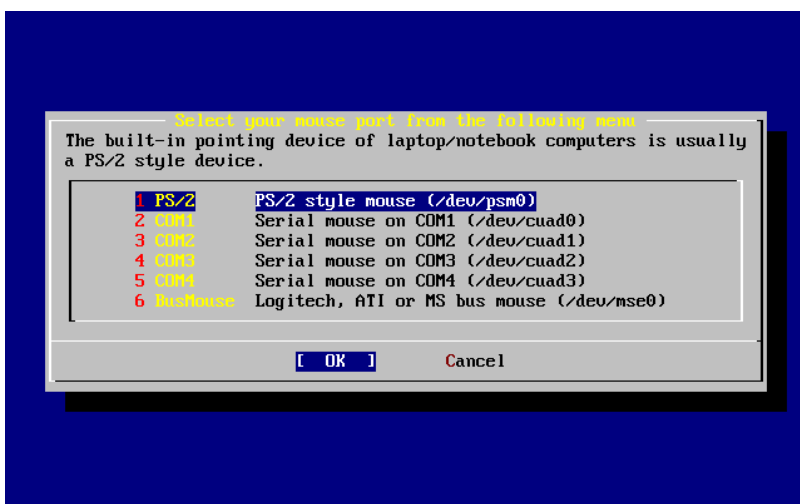 Select your mouse port from the following menu
The built-in pointing device of laptop/notebook computers is usually
a PS/2 style device.
1 PS/2 PS/2 style mouse (/dev/psm0)
2 COM1 Serial mouse on COM1 (/dev/cuad0)
3 COM2 Serial mouse on COM2 (/dev/cuad1)
4 COM3 Serial mouse on COM3 (/dev/cuad2)
5 COM4 Serial mouse on COM4 (/dev/cuad3)
6 BusMouse Logitech, ATI or MS bus mouse (/dev/mse0)
[ OK ] Cancel